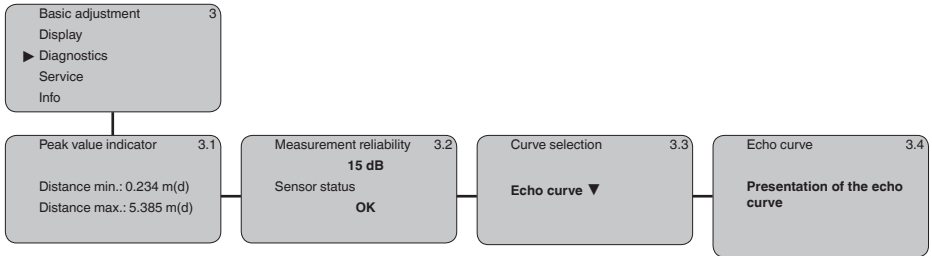 Basic adjustment 3
Display
▶ Diagnostics
Service
Info
Peak value indicator 3.1
Distance min.: 0.234 m(d)
Distance max.: 5.385 m(d)
Measurement reliability 3.2
15 dB
Sensor status
OK
Curve selection 3.3
Echo curve ▼
Echo curve 3.4
Presentation of the echo
curve